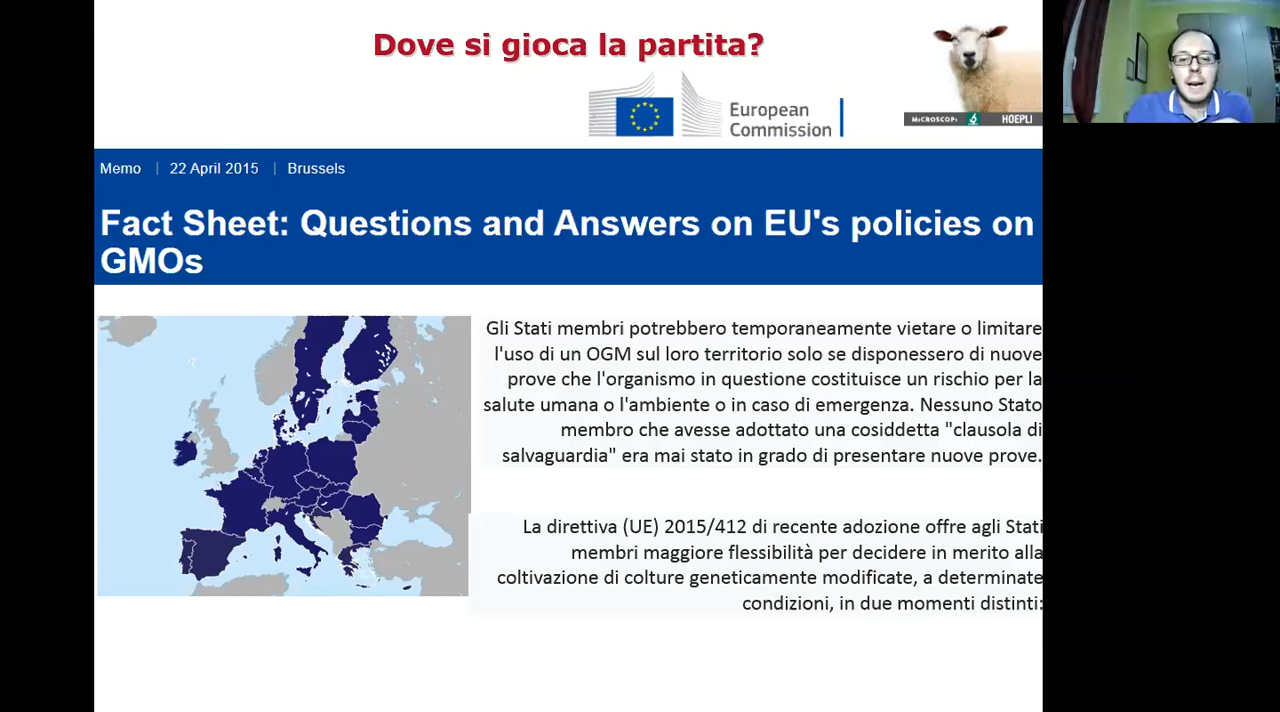 Dove si gioca la partita?
European
Commission
MICROSCOPI
HOEPLI
Memo | 22 April 2015 | Brussels
Fact Sheet: Questions and Answers on EU's policies on
GMOs
Gli Stati membri potrebbero temporaneamente vietare o limitare
l'uso di un OGM sul loro territorio solo se disponessero di nuove
prove che l'organismo in questione costituisce un rischio per la
salute umana o l'ambiente o in caso di emergenza. Nessuno Stato
membro che avesse adottato una cosiddetta "clausola di
salvaguardia" era mai stato in grado di presentare nuove prove.
La direttiva (UE) 2015/412 di recente adozione offre agli Stati
membri maggiore flessibilità per decidere in merito alla
coltivazione di colture geneticamente modificate, a determinate
condizioni, in due momenti distinti: